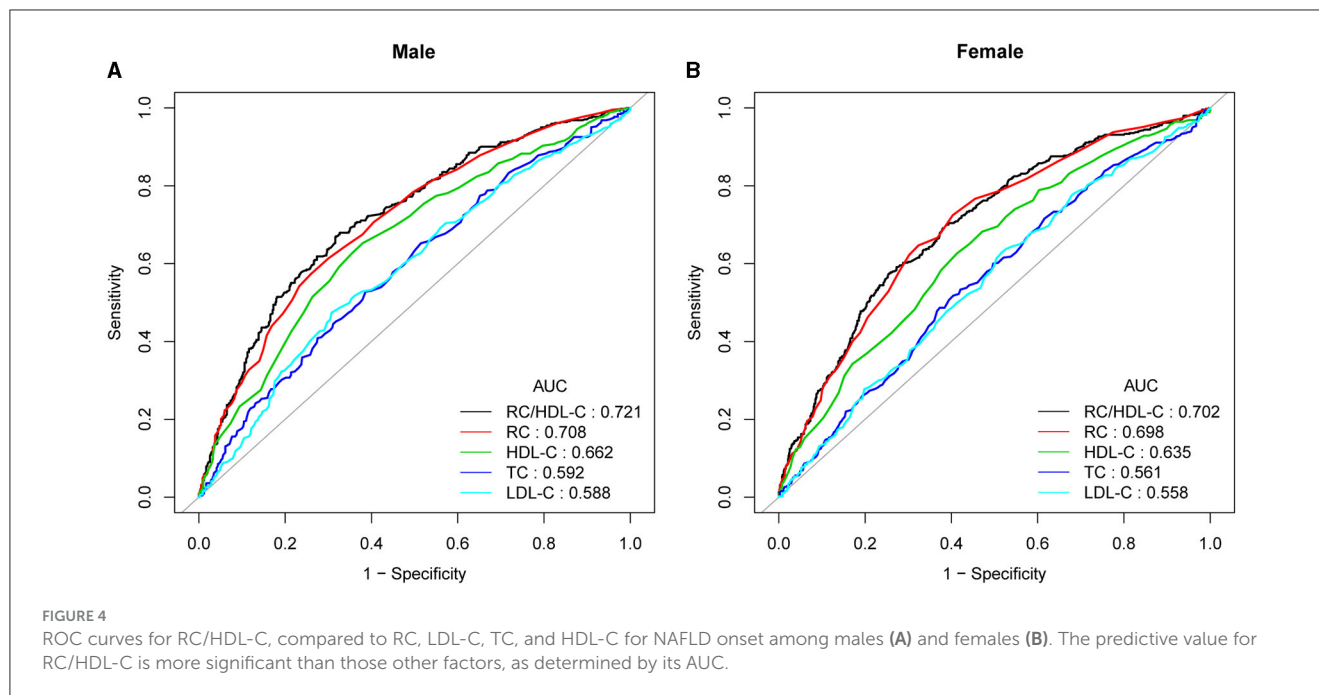 A
Male
Sensitivity
1.0
0.8
0.6
0.4
0.2
0.0
AUC
RC/HDL-C : 0.721
RC : 0.708
HDL-C : 0.662
TC : 0.592
LDL-C : 0.588
0.0 0.2 0.4 0.6 0.8 1.0
1 − Specificity
B
Female
Sensitivity
1.0
0.8
0.6
0.4
0.2
0.0
AUC
RC/HDL-C : 0.702
RC : 0.698
HDL-C : 0.635
TC : 0.561
LDL-C : 0.558
0.0 0.2 0.4 0.6 0.8 1.0
1 − Specificity
FIGURE 4
ROC curves for RC/HDL-C, compared to RC, LDL-C, TC, and HDL-C for NAFLD onset among males (A) and females (B). The predictive value for
RC/HDL-C is more significant than those other factors, as determined by its AUC.